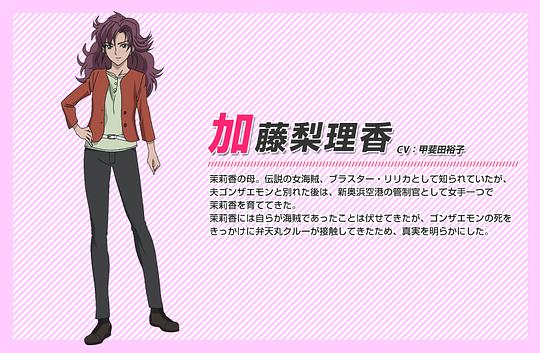 加藤梨理香 CV:甲斐田裕子
茉莉香の母。伝説の女海賊、ブラスター・リリカとして知られていたが、
夫ゴンザエモンと別れた後は、新奥浜空港の管制官として女手一つで
茉莉香を育ててきた。
茉莉香には自らが海賊であったことは伏せてきたが、ゴンザエモンの死を
きっかけに弁天丸クルーが接触してきたため、真実を明らかにした。